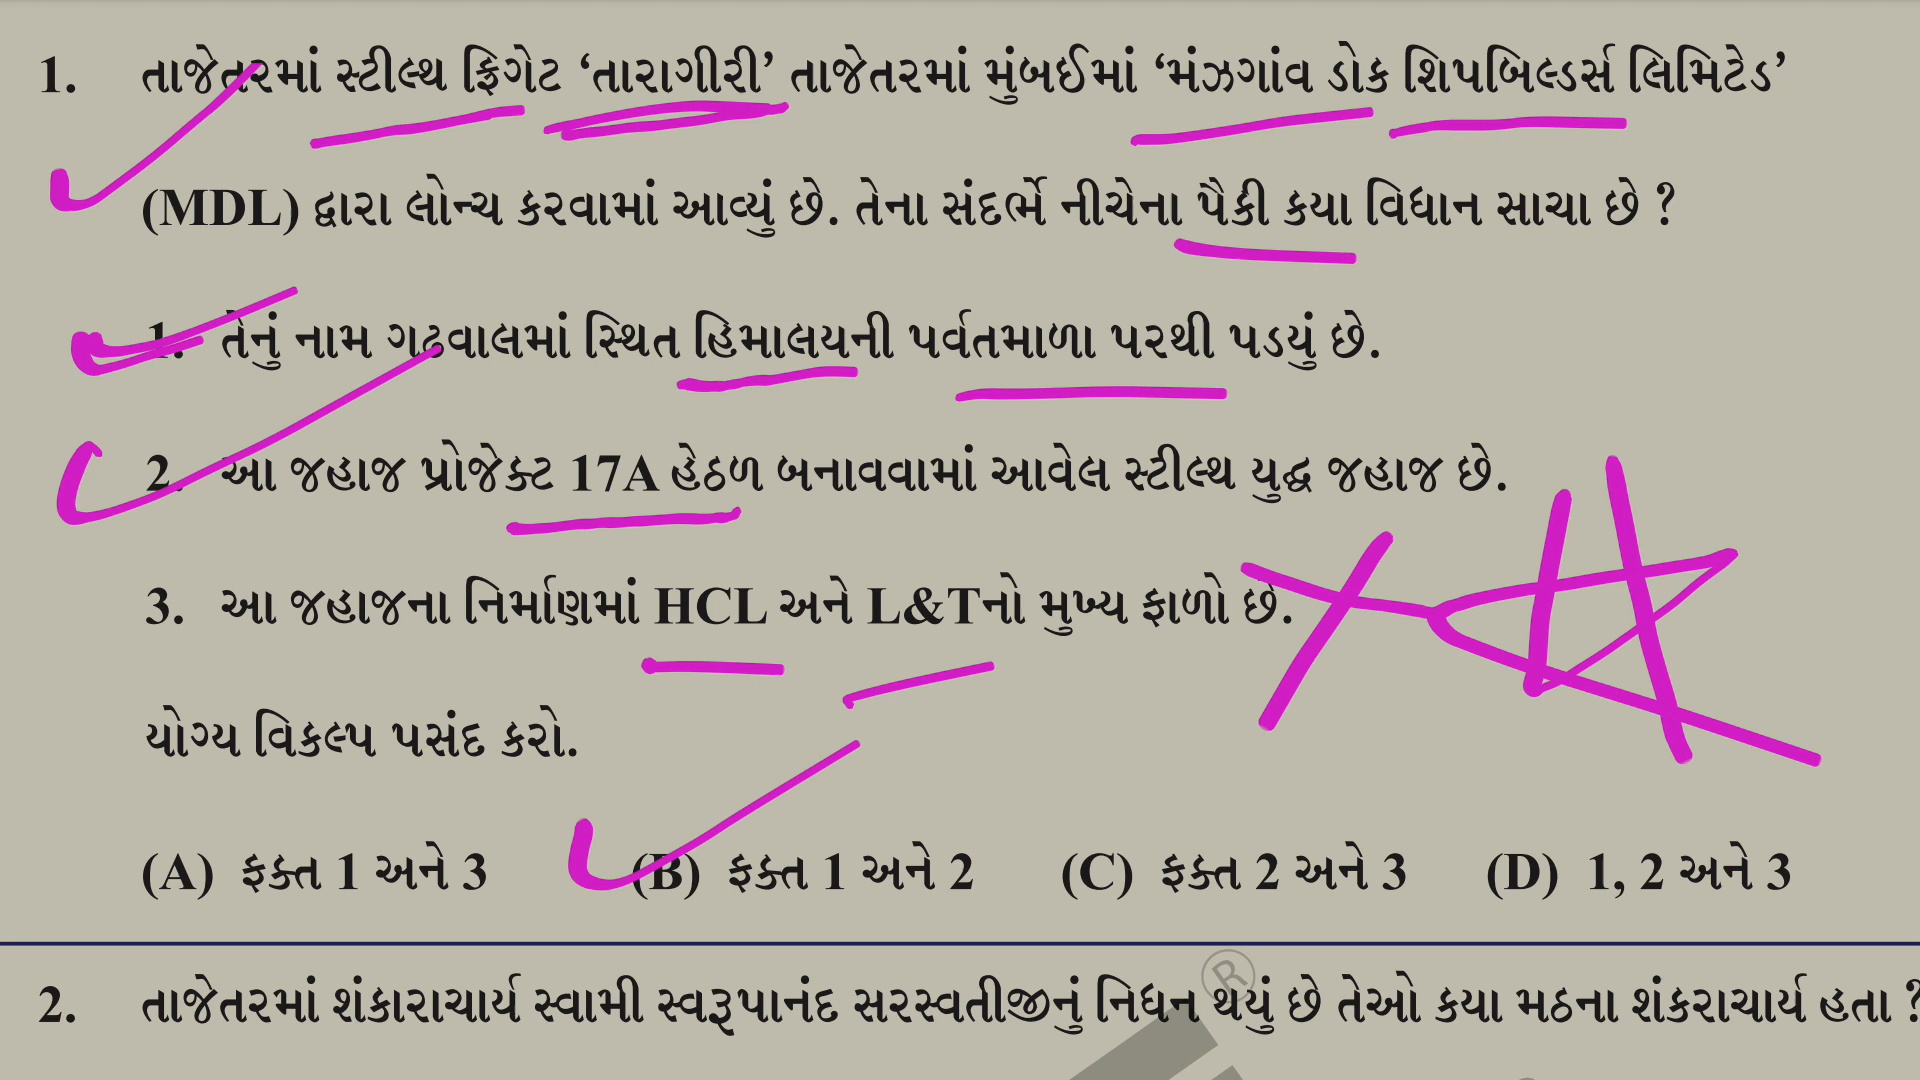 1. તાજેતરમાં સ્ટીલ્થ ફ્રિગેટ ‘તારાગીરી’ તાજેતરમાં મુંબઈમાં ‘મંઝગાંવ ડોક શિપબિલ્ડર્સ લિમિટેડ’
(MDL) દ્વારા લોન્ચ કરવામાં આવ્યું છે. તેના સંદર્ભે નીચેના પૈકી કયા વિધાન સાચા છે ?
1. તેનું નામ ગઢવાલમાં સ્થિત હિમાલયની પર્વતમાળા પરથી પડયું છે.
2. આ જહાજ પ્રોજેક્ટ 17A હેઠળ બનાવવામાં આવેલ સ્ટીલ્થ યુદ્ધ જહાજ છે.
3. આ જહાજના નિર્માણમાં HCL અને L&Tનો મુખ્ય ફાળો છે.
યોગ્ય વિકલ્પ પસંદ કરો.
(A) ફક્ત 1 અને 3 (B) ફક્ત 1 અને 2 (C) ફક્ત 2 અને 3 (D) 1, 2 અને 3
2. તાજેતરમાં શંકારાચાર્ય સ્વામી સ્વરૂપાનંદ સરસ્વતીજીનું નિધન થયું છે તેઓ કયા મઠના શંકરાચાર્ય હતા ?